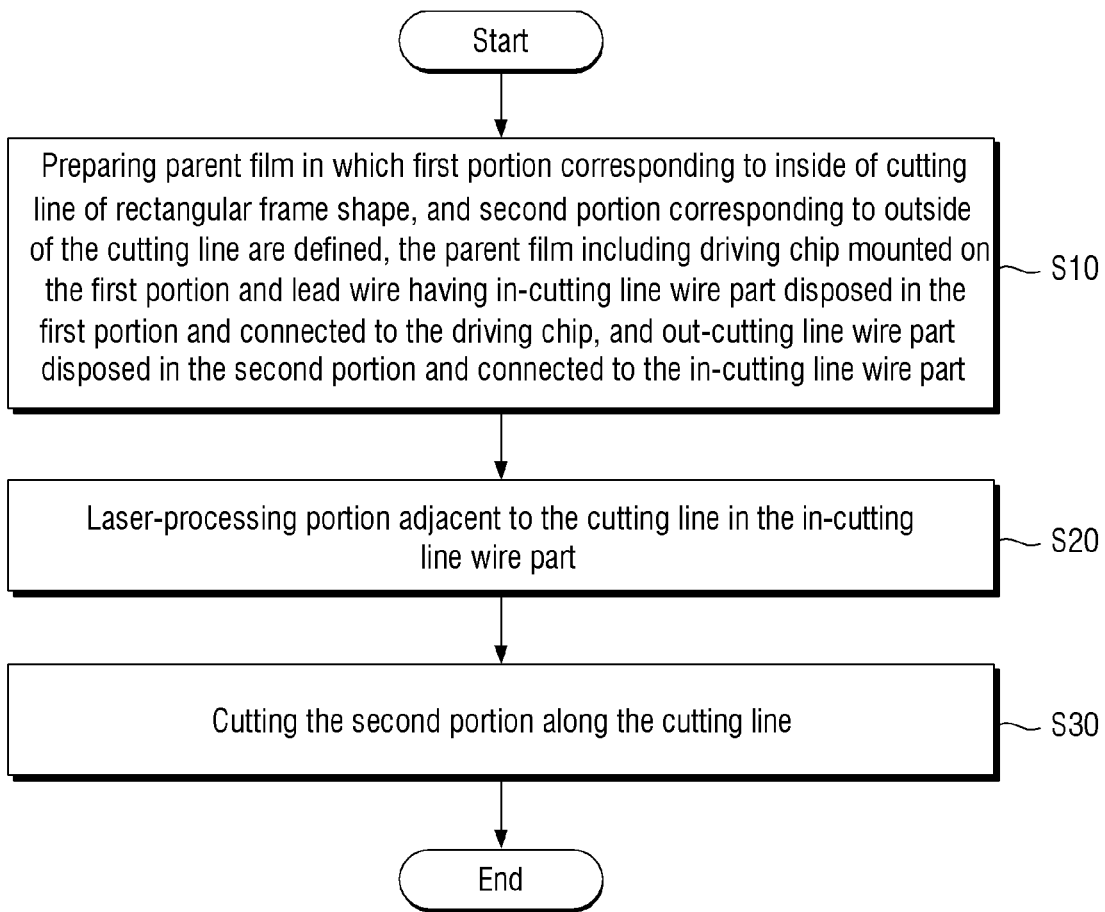 Start
Preparing parent film in which first portion corresponding to inside of cutting
line of rectangular frame shape, and second portion corresponding to outside
of the cutting line are defined, the parent film including driving chip mounted on
the first portion and lead wire having in-cutting line wire part disposed in the
first portion and connected to the driving chip, and out-cutting line wire part
disposed in the second portion and connected to the in-cutting line wire part
S10
Laser-processing portion adjacent to the cutting line in the in-cutting
line wire part
S20
Cutting the second portion along the cutting line
S30
End